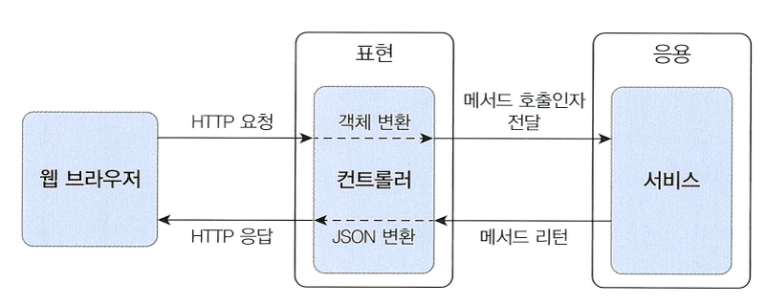 표현
응용
HTTP 요청
객체 변환
메서드 호출인자
전달
웹 브라우저
컨트롤러
서비스
HTTP 응답
JSON 변환
메서드 리턴